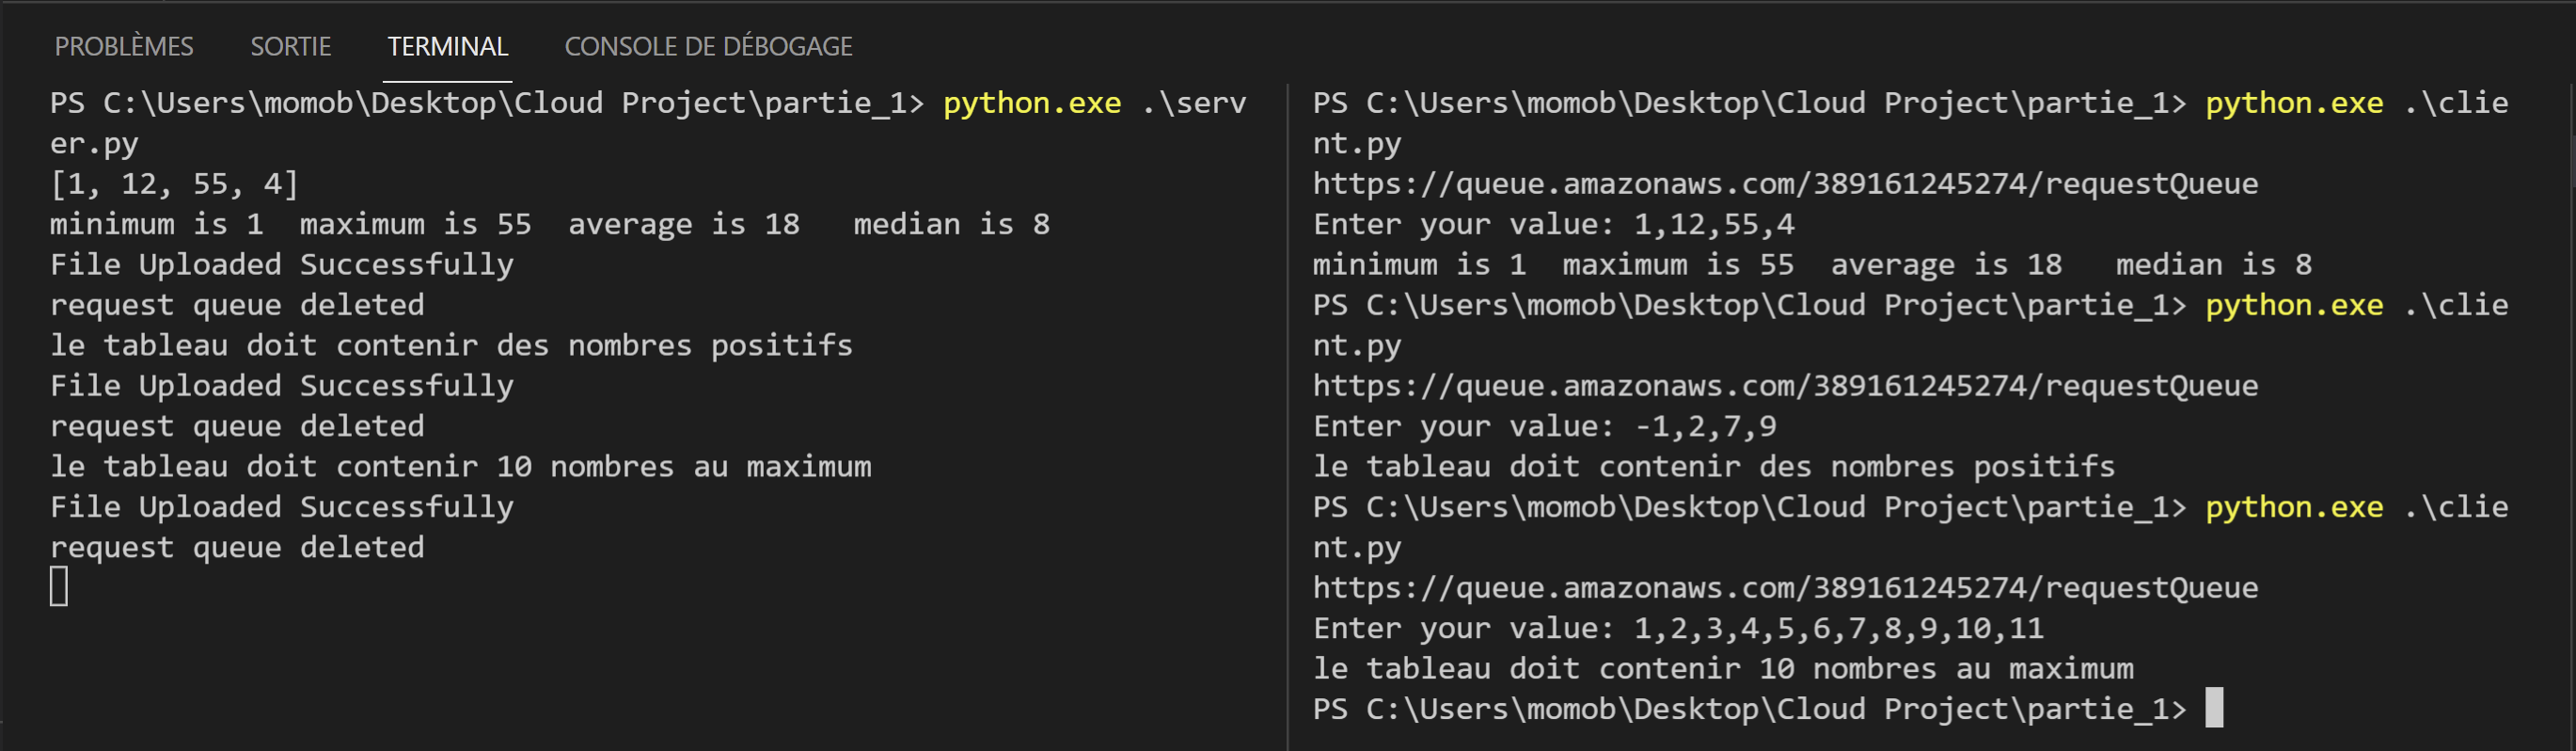 PROBLÈMES SORTIE TERMINAL CONSOLE DE DÉBOGAGE
PS C:\Users\momob\Desktop\Cloud Project\partie_1> python.exe .\serv
er.py
[1, 12, 55, 4]
minimum is 1  maximum is 55  average is 18   median is 8
File Uploaded Successfully
request queue deleted
le tableau doit contenir des nombres positifs
File Uploaded Successfully
request queue deleted
le tableau doit contenir 10 nombres au maximum
File Uploaded Successfully
request queue deleted
PS C:\Users\momob\Desktop\Cloud Project\partie_1> python.exe .\clie
nt.py
https://queue.amazonaws.com/389161245274/requestQueue
Enter your value: 1,12,55,4
minimum is 1  maximum is 55  average is 18   median is 8
PS C:\Users\momob\Desktop\Cloud Project\partie_1> python.exe .\clie
nt.py
https://queue.amazonaws.com/389161245274/requestQueue
Enter your value: -1,2,7,9
le tableau doit contenir des nombres positifs
PS C:\Users\momob\Desktop\Cloud Project\partie_1> python.exe .\clie
nt.py
https://queue.amazonaws.com/389161245274/requestQueue
Enter your value: 1,2,3,4,5,6,7,8,9,10,11
le tableau doit contenir 10 nombres au maximum
PS C:\Users\momob\Desktop\Cloud Project\partie_1>